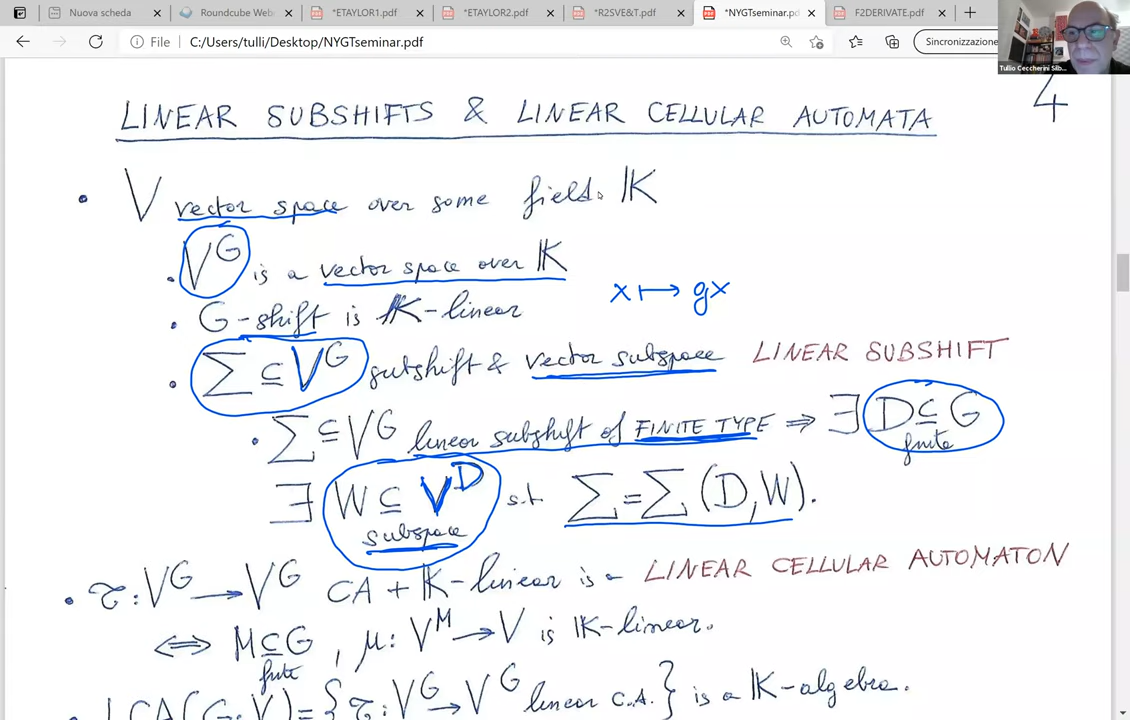 Nuova scheda
Roundcube Web
*ETAYLOR1.pdf
*ETAYLOR2.pdf
*R2SVE&T.pdf
*NYGTseminar.pd
F2DERIVATE.pdf
File C:/Users/tulli/Desktop/NYGTseminar.pdf
Sincronizzazione
Tullio Ceccherini Silb...
4
LINEAR SUBSHIFTS & LINEAR CELLULAR AUTOMATA
• V vector space over some field 𝕂
• V^G is a vector space over 𝕂
• G-shift is 𝕂-linear x ↦ gx
• Σ ⊆ V^G subshift & vector subspace LINEAR SUBSHIFT
• Σ ⊆ V^G linear subshift of FINITE TYPE ⇒ ∃ D ⊆ G
finite
∃ W ⊆ V^D s.t. Σ = Σ(D,W).
subspace
• τ: V^G → V^G CA + 𝕂-linear is a LINEAR CELLULAR AUTOMATON
⇔ M ⊆ G, μ: V^M → V is 𝕂-linear.
finite
• LCA(G;V) = {τ: V^G → V^G linear C.A.} is a 𝕂-algebra.